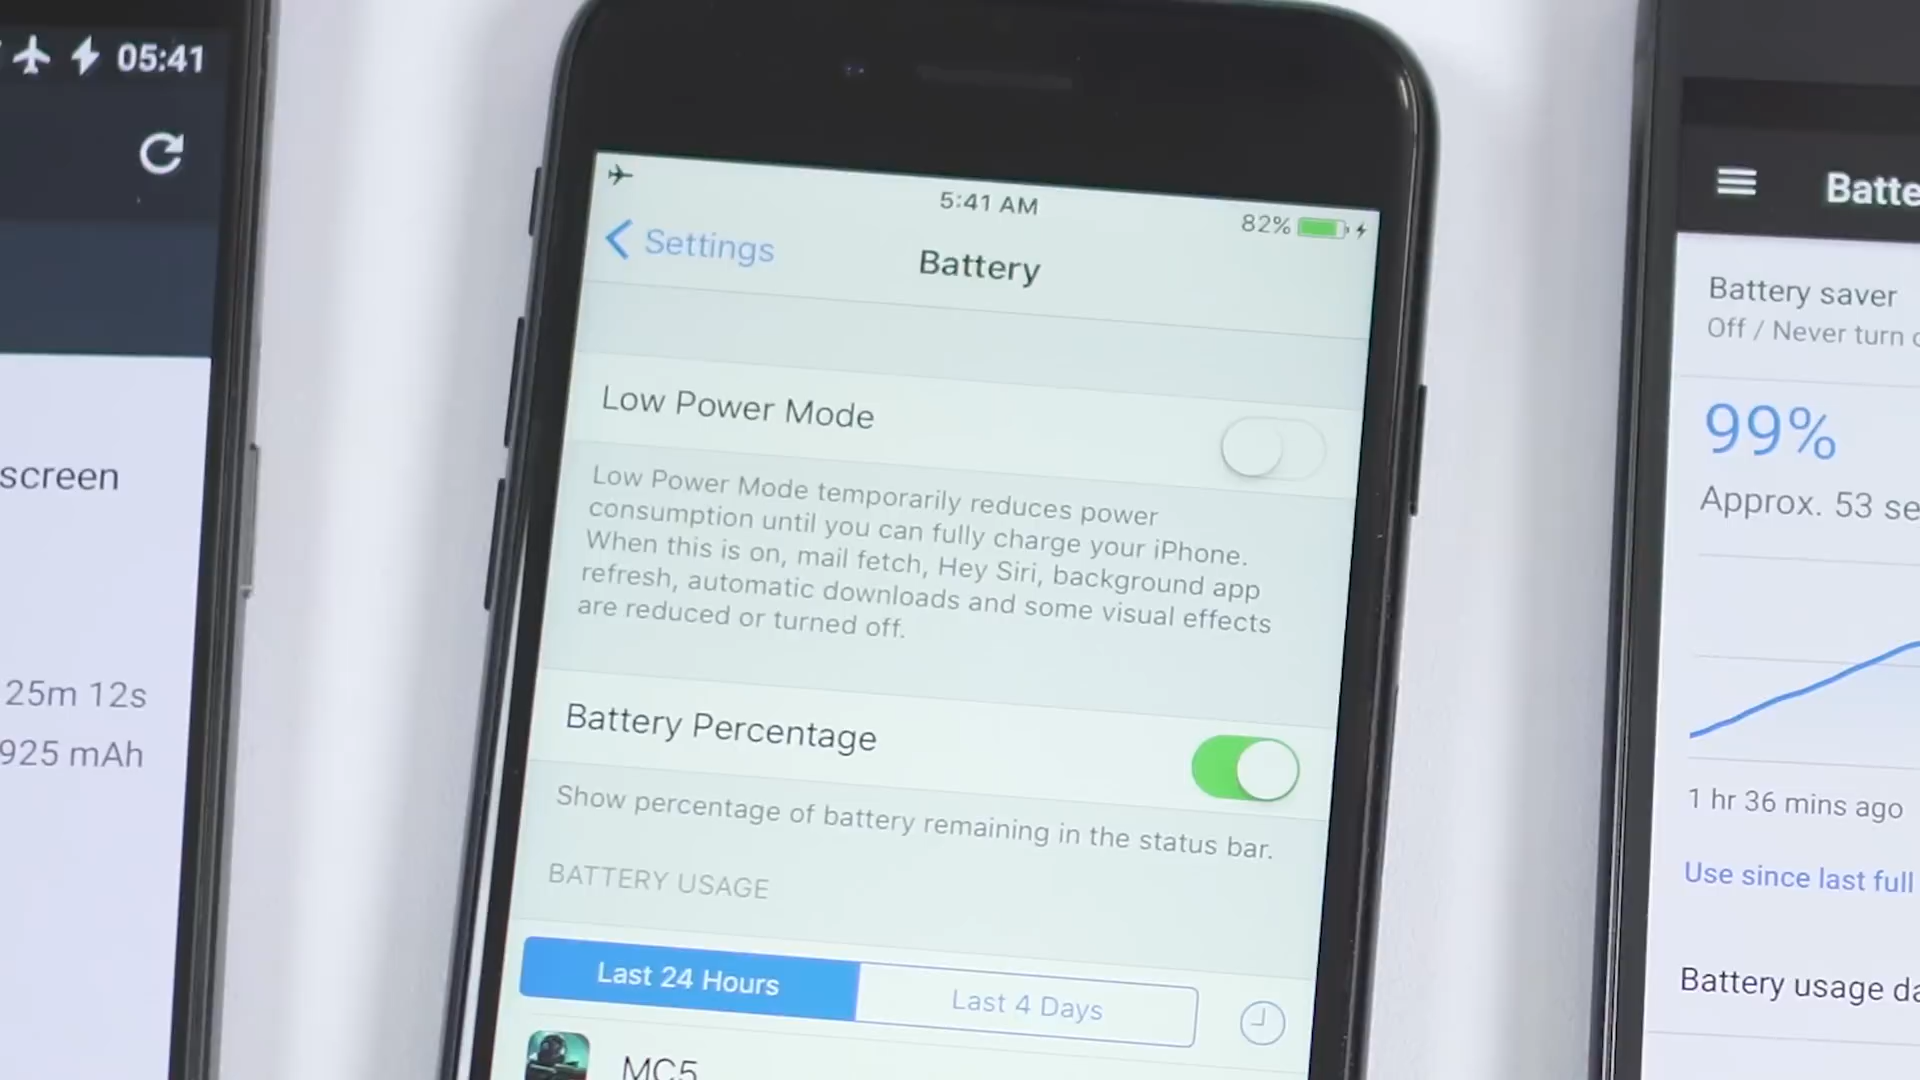 05:41
screen
25m 12s
925 mAh
5:41 AM
82%
Settings
Battery
Low Power Mode
Low Power Mode temporarily reduces power
consumption until you can fully charge your iPhone.
When this is on, mail fetch, Hey Siri, background app
refresh, automatic downloads and some visual effects
are reduced or turned off.
Battery Percentage
Show percentage of battery remaining in the status bar.
BATTERY USAGE
Last 24 Hours
Last 4 Days
MC5
Batte
Battery saver
Off / Never turn
99%
Approx. 53 se
1 hr 36 mins ago
Use since last full
Battery usage da